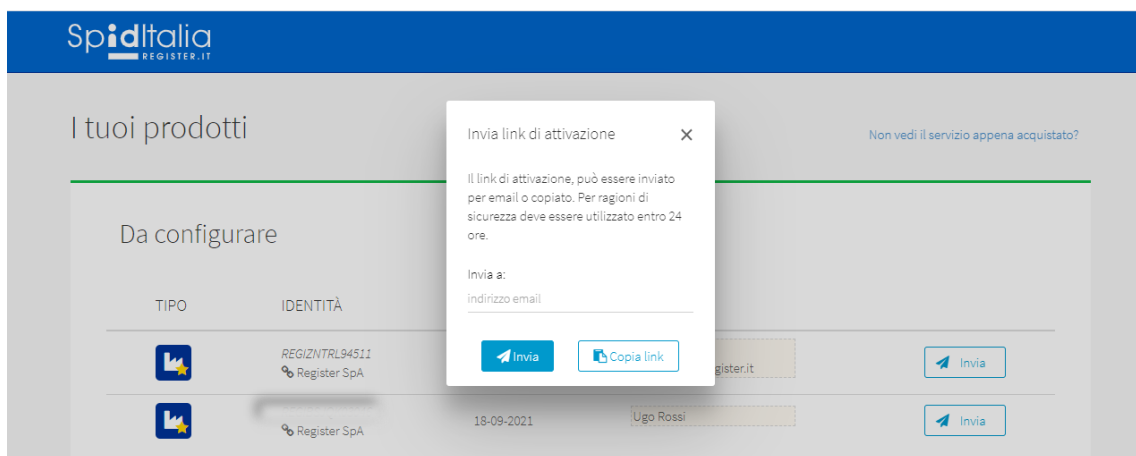 SpidItalia
REGISTER.IT
I tuoi prodotti
Non vedi il servizio appena acquistato?
Invia link di attivazione
Il link di attivazione, può essere inviato
per email o copiato. Per ragioni di
sicurezza deve essere utilizzato entro 24
ore.
Invia a:
indirizzo email
Invia
Copia link
Da configurare
TIPO
IDENTITÀ
REGIZNTRL94511
Register SpA
gister.it
Invia
Register SpA
18-09-2021
Ugo Rossi
Invia